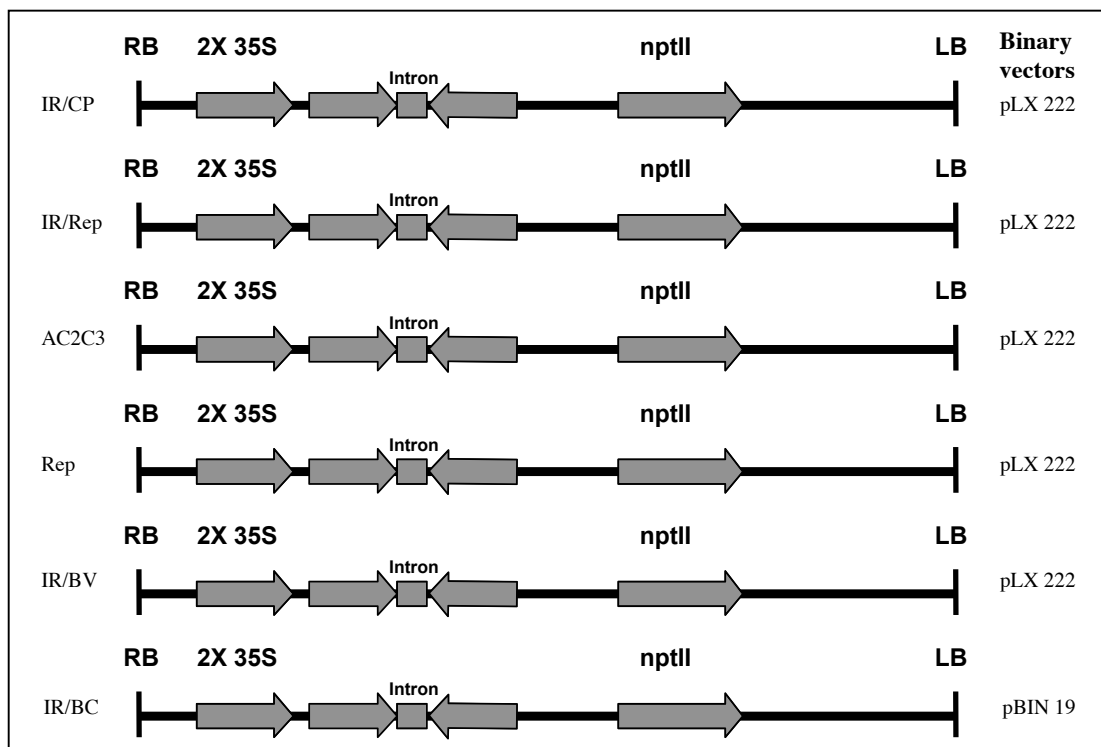 RB 2X 35S nptII LB Binary vectors
Intron
IR/CP pLX 222
RB 2X 35S nptII LB
Intron
IR/Rep pLX 222
RB 2X 35S nptII LB
Intron
AC2C3 pLX 222
RB 2X 35S nptII LB
Intron
Rep pLX 222
RB 2X 35S nptII LB
Intron
IR/BV pLX 222
RB 2X 35S nptII LB
Intron
IR/BC pBIN 19